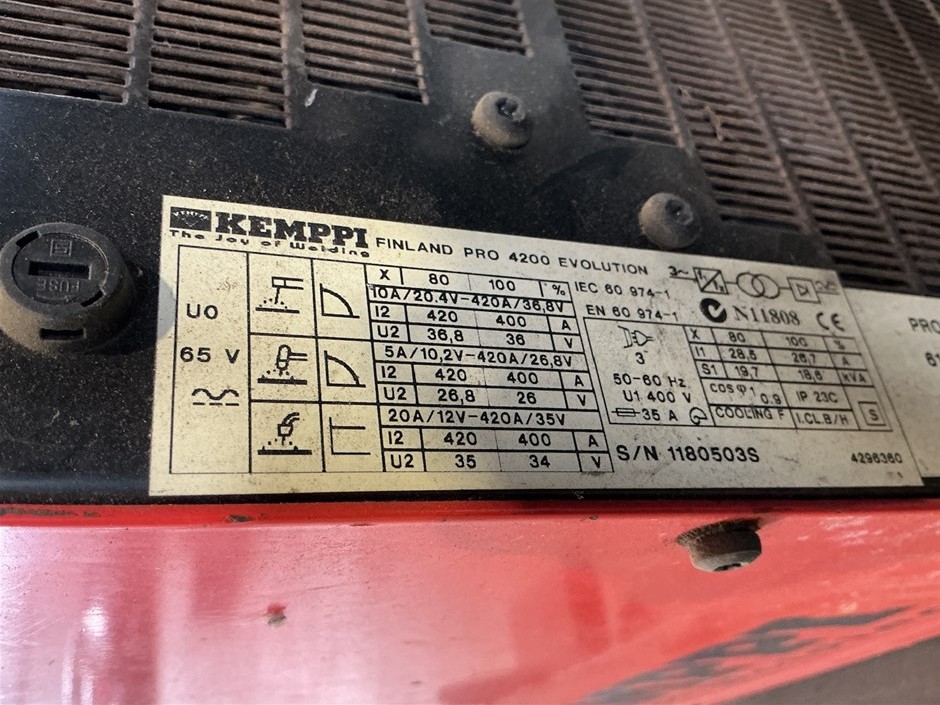 KEMPPI
The Joy of Welding
FINLAND PRO 4200 EVOLUTION
U0
65 V
X 80 100 %
10A/20.4V-420A/36,8V
I2 420 400 A
U2 36,8 36 V
5A/10,2V-420A/26,8V
I2 420 400 A
U2 26,8 26 V
20A/12V-420A/35V
I2 420 400 A
U2 35 34 V
3~
IEC 60 974-1
EN 60 974-1
N11808 CE
3
50-60 Hz
U1 400 V
35 A
X 80 100 %
I1 28,5 26,7 A
S1 19,7 18,6 kVA
COS φ1 0.9 IP 23C
COOLING F I.CL.B/H S
S/N 1180503S
4296360
FUSE
PRO
6